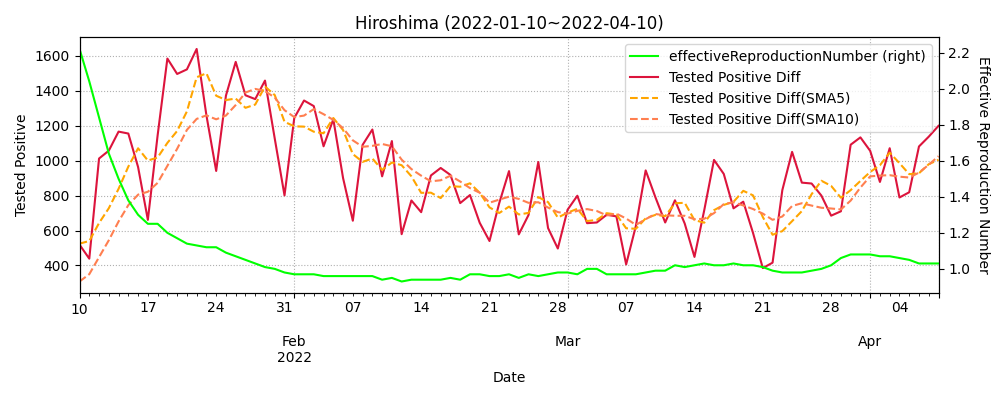 Hiroshima (2022-01-10~2022-04-10)
effectiveReproductionNumber (right)
Tested Positive Diff
Tested Positive Diff(SMA5)
Tested Positive Diff(SMA10)
Tested Positive
1600
1400
1200
1000
800
600
400
Effective Reproduction Number
2.2
2.0
1.8
1.6
1.4
1.2
1.0
10 17 24 31 07 14 21 28 07 14 21 28 04
Feb Mar Apr
2022
Date